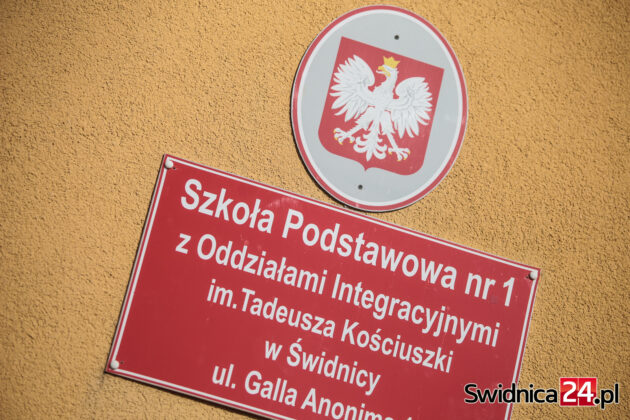 Szkoła Podstawowa nr 1
z Oddziałami Integracyjnymi
im.Tadeusza Kościuszki
w Świdnicy
ul. Galla
Swidnica24.pl